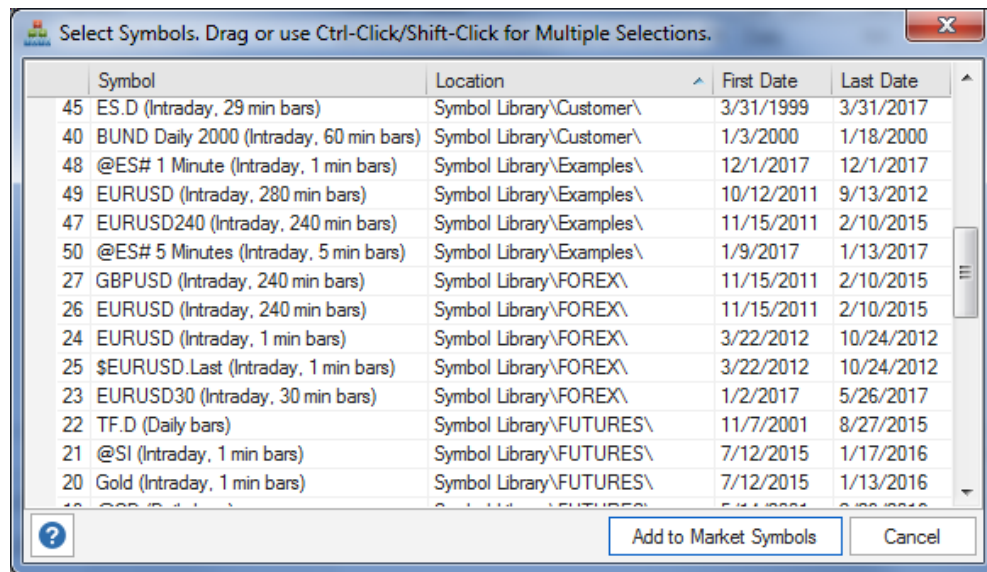 Select Symbols. Drag or use Ctrl-Click/Shift-Click for Multiple Selections.
Symbol Location First Date Last Date
45 ES.D (Intraday, 29 min bars) Symbol Library\Customer\ 3/31/1999 3/31/2017
40 BUND Daily 2000 (Intraday, 60 min bars) Symbol Library\Customer\ 1/3/2000 1/18/2000
48 @ES# 1 Minute (Intraday, 1 min bars) Symbol Library\Examples\ 12/1/2017 12/1/2017
49 EURUSD (Intraday, 280 min bars) Symbol Library\Examples\ 10/12/2011 9/13/2012
47 EURUSD240 (Intraday, 240 min bars) Symbol Library\Examples\ 11/15/2011 2/10/2015
50 @ES# 5 Minutes (Intraday, 5 min bars) Symbol Library\Examples\ 1/9/2017 1/13/2017
27 GBPUSD (Intraday, 240 min bars) Symbol Library\FOREX\ 11/15/2011 2/10/2015
26 EURUSD (Intraday, 240 min bars) Symbol Library\FOREX\ 11/15/2011 2/10/2015
24 EURUSD (Intraday, 1 min bars) Symbol Library\FOREX\ 3/22/2012 10/24/2012
25 $EURUSD.Last (Intraday, 1 min bars) Symbol Library\FOREX\ 3/22/2012 10/24/2012
23 EURUSD30 (Intraday, 30 min bars) Symbol Library\FOREX\ 1/2/2017 5/26/2017
22 TF.D (Daily bars) Symbol Library\FUTURES\ 11/7/2001 8/27/2015
21 @SI (Intraday, 1 min bars) Symbol Library\FUTURES\ 7/12/2015 1/17/2016
20 Gold (Intraday, 1 min bars) Symbol Library\FUTURES\ 7/12/2015 1/13/2016
Add to Market Symbols Cancel